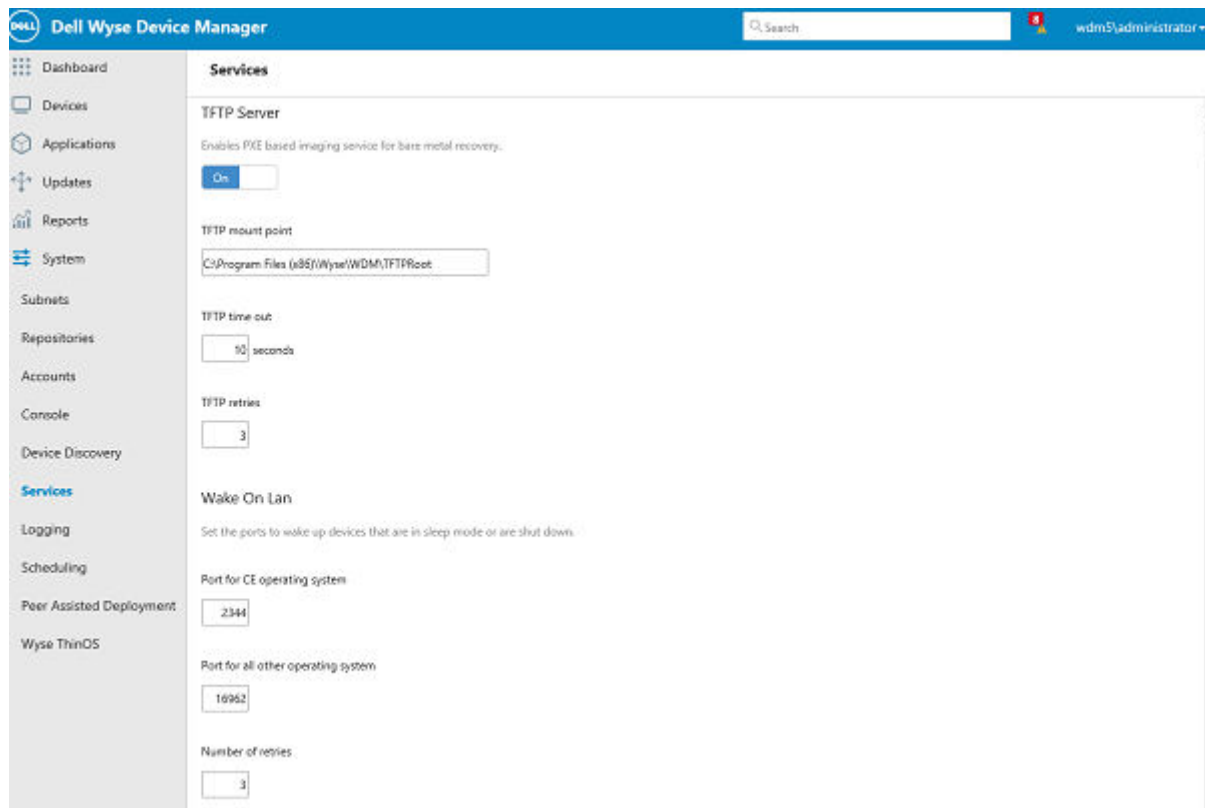 DELL Dell Wyse Device Manager
Search
8
wdm5\administrator
Dashboard
Devices
Applications
Updates
Reports
System
Subnets
Repositories
Accounts
Console
Device Discovery
Services
Logging
Scheduling
Peer Assisted Deployment
Wyse ThinOS
Services
TFTP Server
Enables PXE based imaging service for bare metal recovery.
On
TFTP mount point
C:\Program Files (x86)\Wyse\WDM\TFTPRoot
TFTP time out
10 seconds
TFTP retries
3
Wake On Lan
Set the ports to wake up devices that are in sleep mode or are shut down.
Port for CE operating system
2344
Port for all other operating system
16962
Number of retries
3